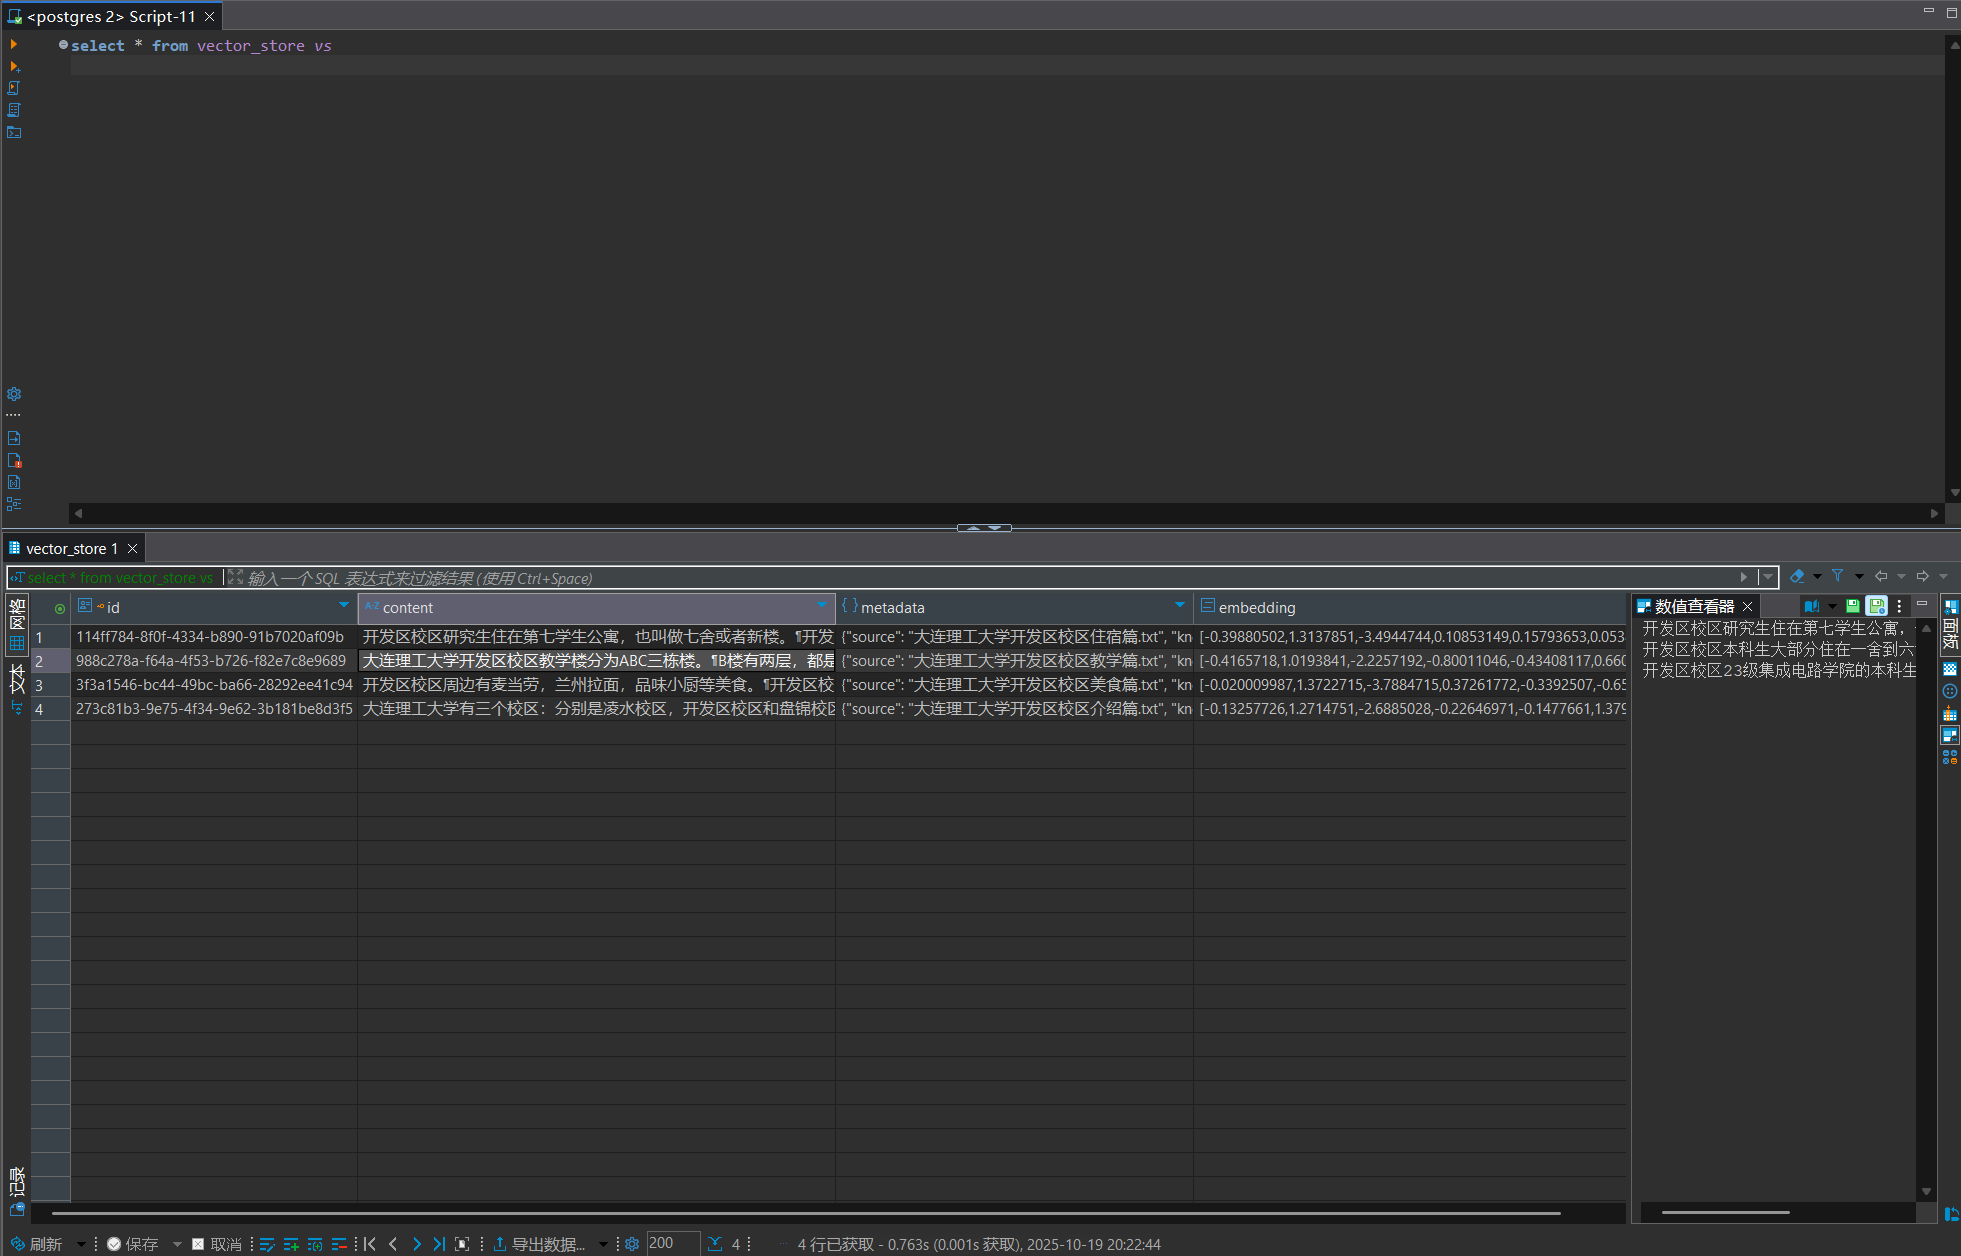 <postgres 2> Script-11
select * from vector_store vs
vector_store 1
select * from vector_store vs 输入一个 SQL 表达式来过滤结果 (使用 Ctrl+Space)
网格
文本
记录
id content metadata embedding
1 114ff784-8f0f-4334-b890-91b7020af09b 开发区校区研究生住在第七学生公寓，也叫做七舍或者新楼。¶开发 {"source": "大连理工大学开发区校区住宿篇.txt", "kn [-0.39880502,1.3137851,-3.4944744,0.10853149,0.15793653,0.053
2 988c278a-f64a-4f53-b726-f82e7c8e9689 大连理工大学开发区校区教学楼分为ABC三栋楼。¶B楼有两层，都是 {"source": "大连理工大学开发区校区教学篇.txt", "kn [-0.4165718,1.0193841,-2.2257192,-0.80011046,-0.43408117,0.660
3 3f3a1546-bc44-49bc-ba66-28292ee41c94 开发区校区周边有麦当劳，兰州拉面，品味小厨等美食。¶开发区校 {"source": "大连理工大学开发区校区美食篇.txt", "kn [-0.020009987,1.3722715,-3.7884715,0.37261772,-0.3392507,-0.65
4 273c81b3-9e75-4f34-9e62-3b181be8d3f5 大连理工大学有三个校区：分别是凌水校区，开发区校区和盘锦校区 {"source": "大连理工大学开发区校区介绍篇.txt", "kn [-0.13257726,1.2714751,-2.6885028,-0.22646971,-0.1477661,1.379
数值查看器
开发区校区研究生住在第七学生公寓，
开发区校区本科生大部分住在一舍到六
开发区校区23级集成电路学院的本科生
面板
刷新 保存 取消 导出数据... 200 4 4 行已获取 - 0.763s (0.001s 获取), 2025-10-19 20:22:44